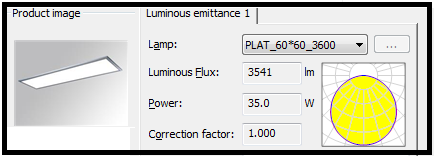 Product image
Luminous emittance 1
Lamp: PLAT_60*60_3600 ...
Luminous Flux: 3541 lm
Power: 35.0 W
Correction factor: 1.000